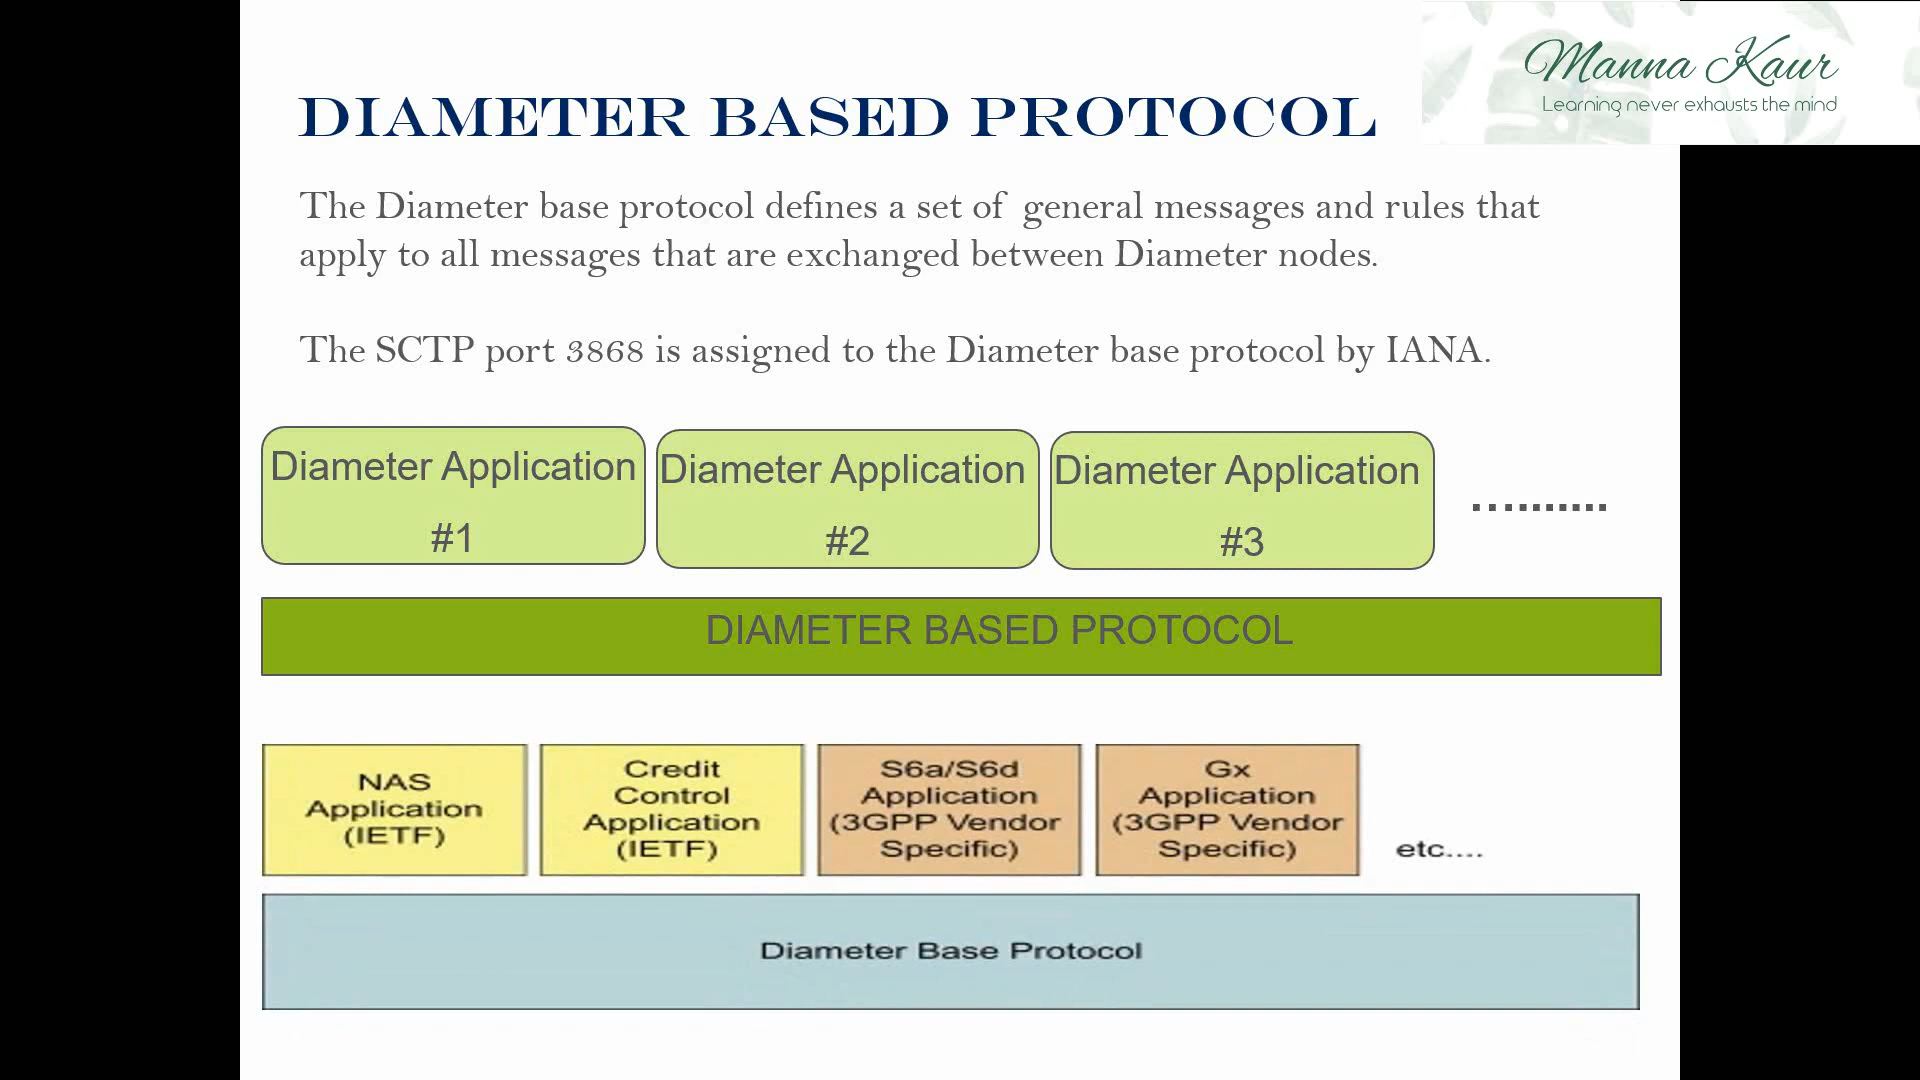 Manna Kaur
Learning never exhausts the mind
DIAMETER BASED PROTOCOL
The Diameter base protocol defines a set of general messages and rules that
apply to all messages that are exchanged between Diameter nodes.
The SCTP port 3868 is assigned to the Diameter base protocol by IANA.
Diameter Application
#1
Diameter Application
#2
Diameter Application
#3
..........
DIAMETER BASED PROTOCOL
NAS
Application
(IETF)
Credit
Control
Application
(IETF)
S6a/S6d
Application
(3GPP Vendor
Specific)
Gx
Application
(3GPP Vendor
Specific)
etc....
Diameter Base Protocol